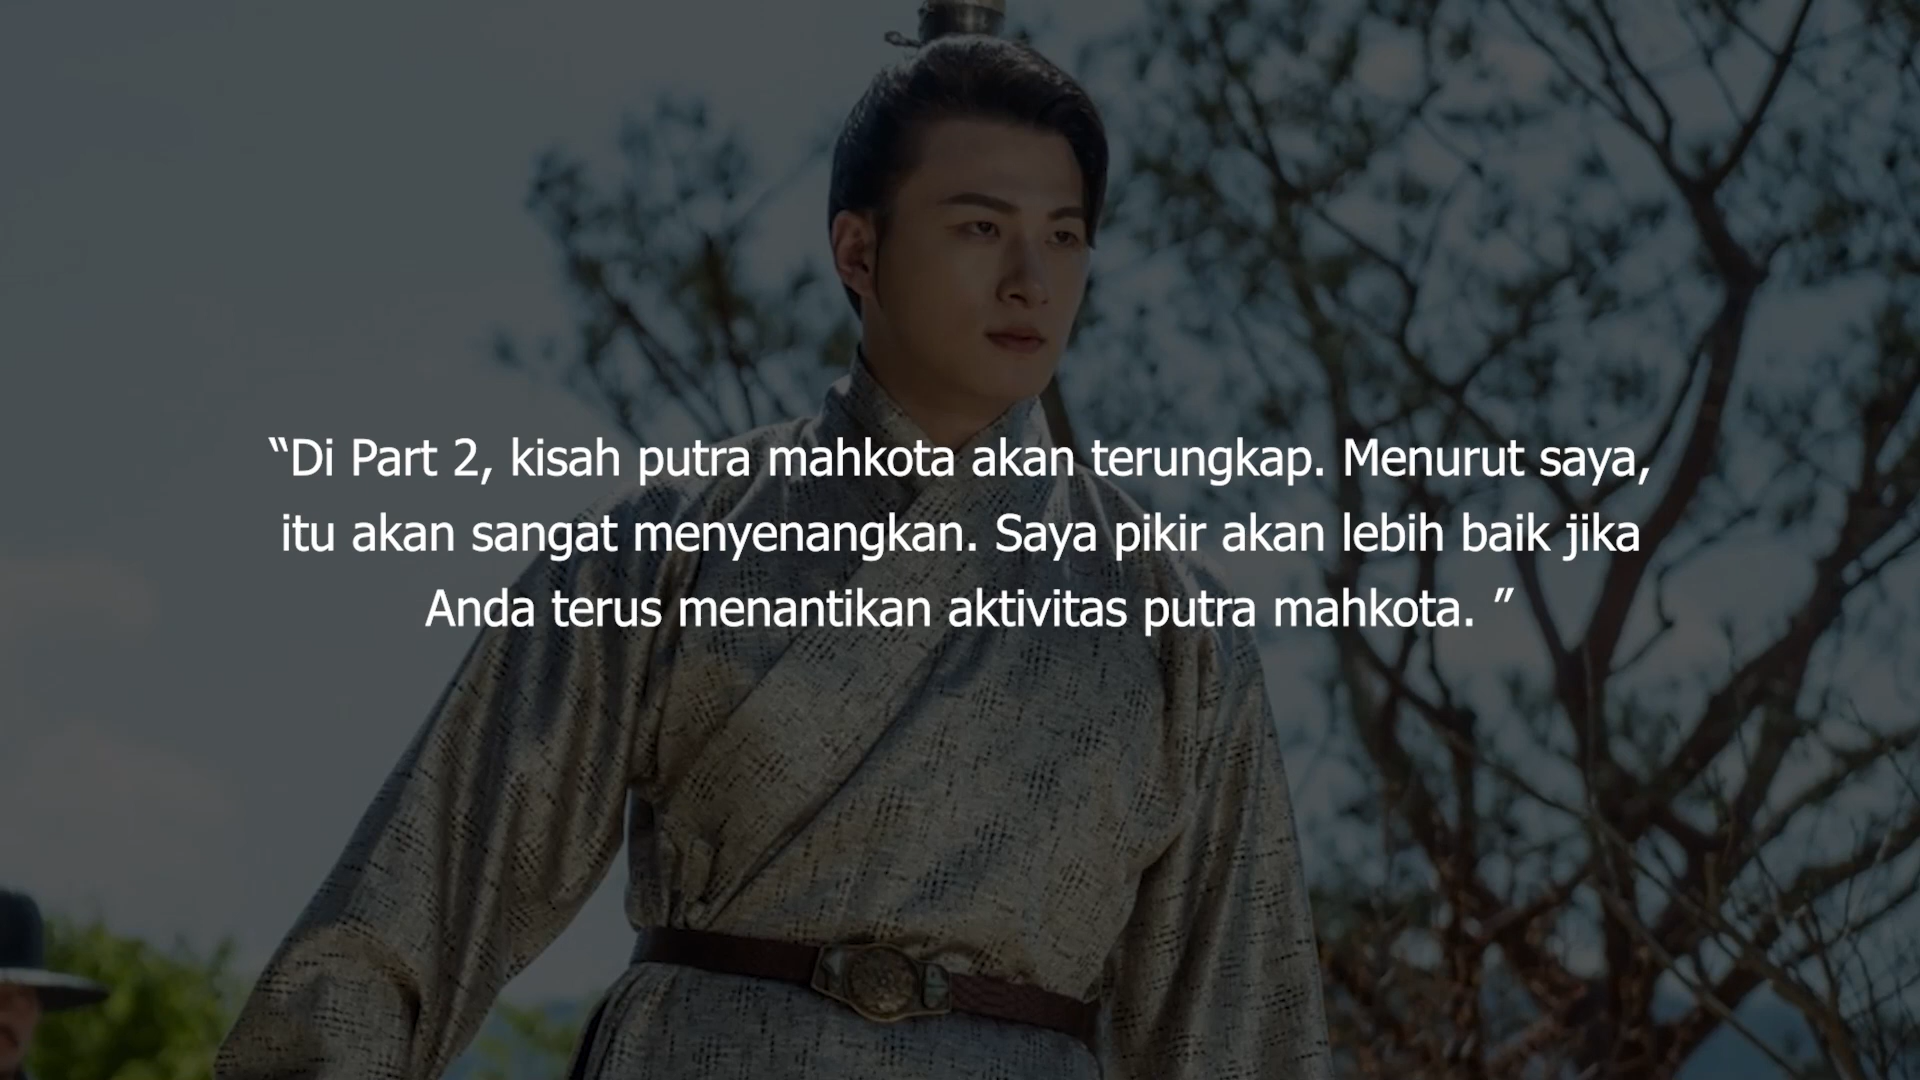 “Di Part 2, kisah putra mahkota akan terungkap. Menurut saya,
itu akan sangat menyenangkan. Saya pikir akan lebih baik jika
Anda terus menantikan aktivitas putra mahkota. ”